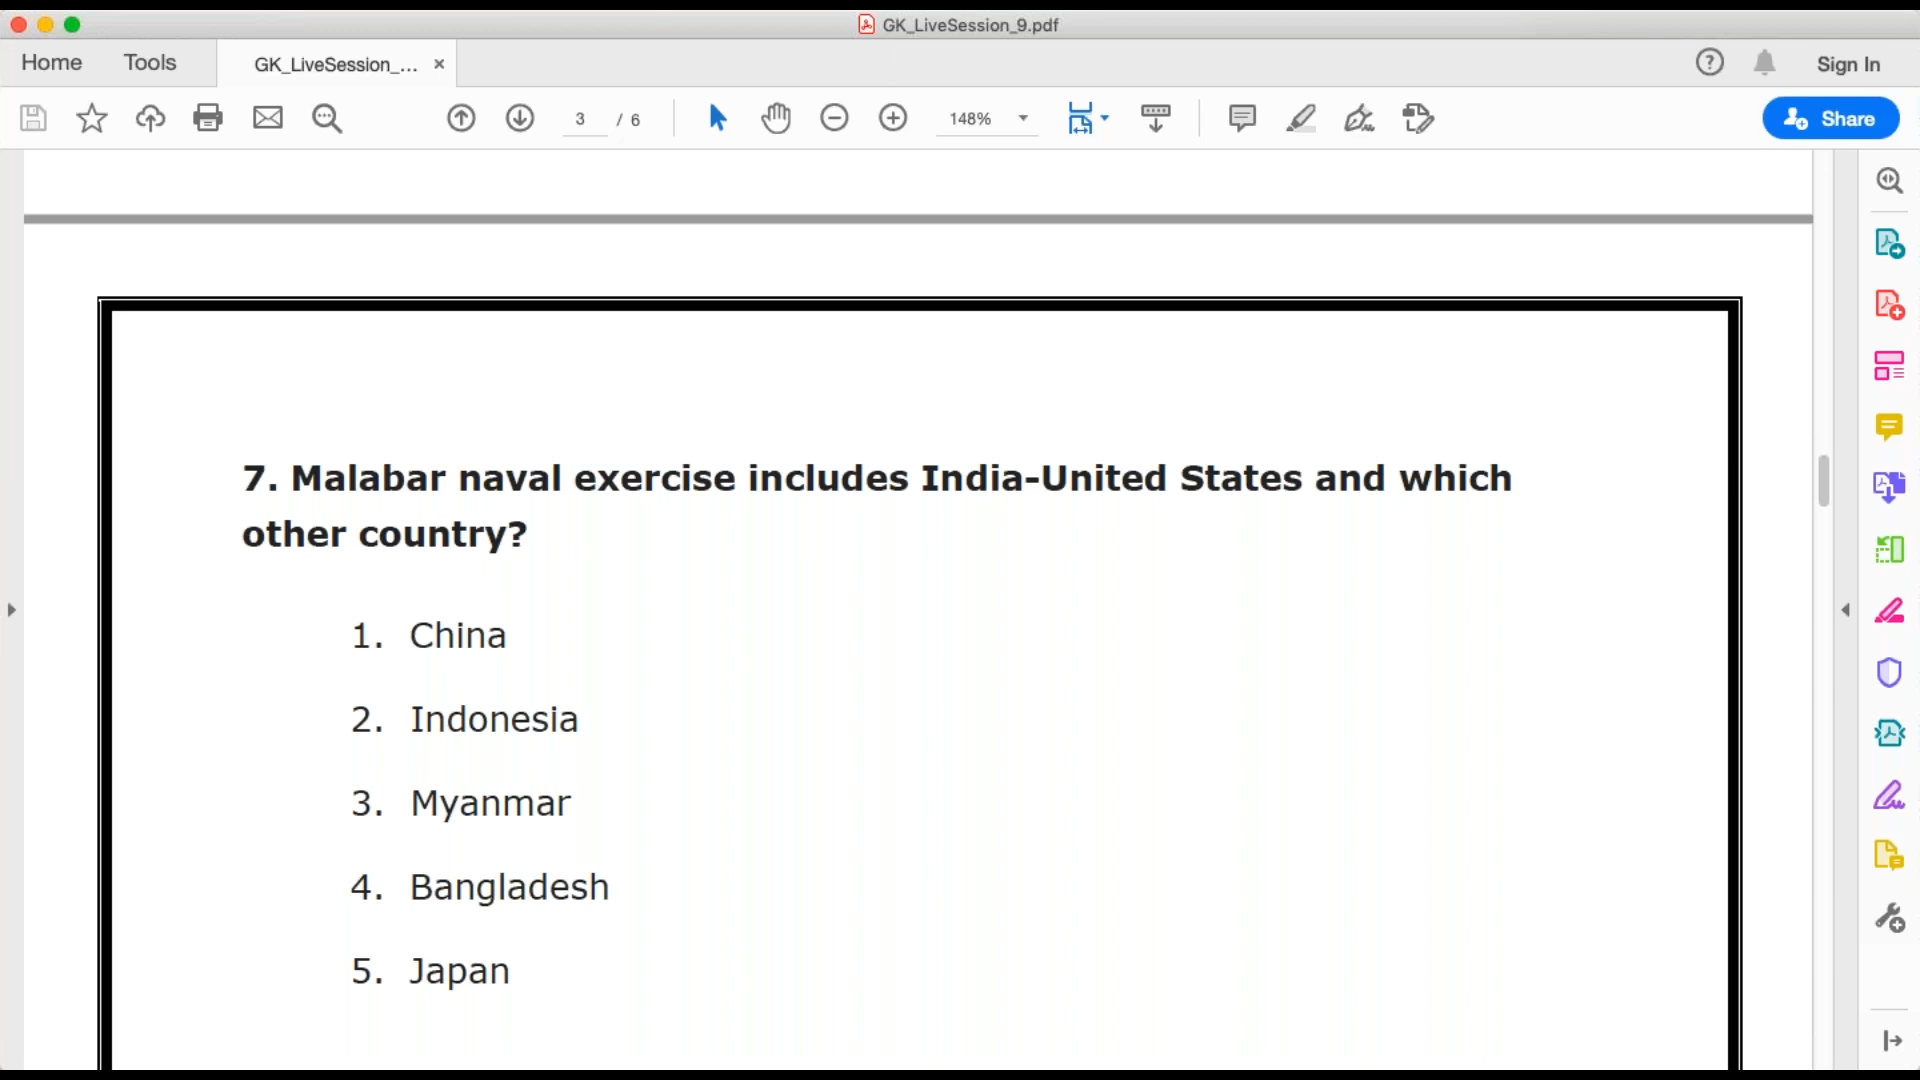 GK_LiveSession_9.pdf
Home
Tools
GK_LiveSession_...
Sign In
3 / 6
148%
Share
7. Malabar naval exercise includes India-United States and which
other country?
1. China
2. Indonesia
3. Myanmar
4. Bangladesh
5. Japan